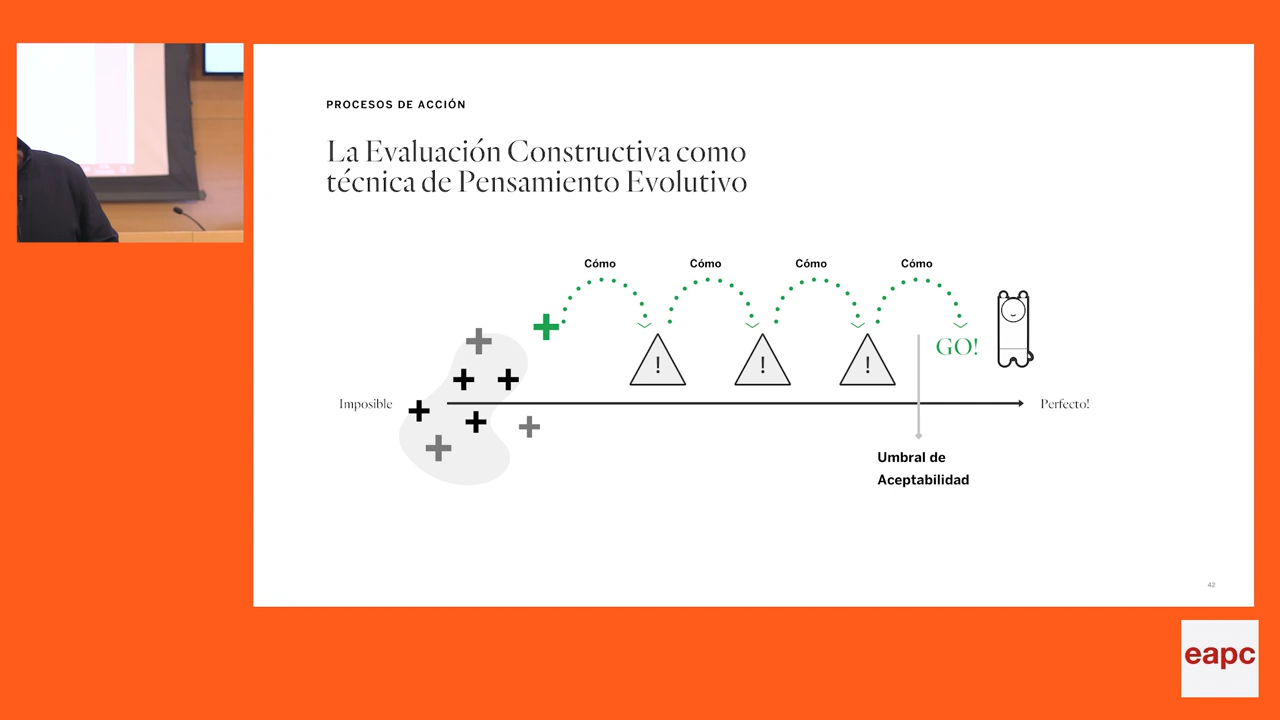 PROCESOS DE ACCIÓN
La Evaluación Constructiva como
técnica de Pensamiento Evolutivo
Cómo
Cómo
Cómo
Cómo
!
!
!
GO!
Imposible
Perfecto!
Umbral de
Aceptabilidad
42
eapc